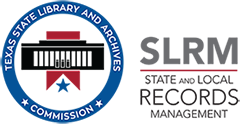 TEXAS STATE LIBRARY AND ARCHIVES
COMMISSION
SLRM
STATE AND LOCAL
RECORDS
MANAGEMENT